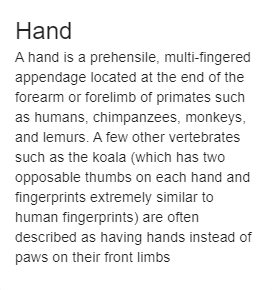 Hand
A hand is a prehensile, multi-fingered
appendage located at the end of the
forearm or forelimb of primates such
as humans, chimpanzees, monkeys,
and lemurs. A few other vertebrates
such as the koala (which has two
opposable thumbs on each hand and
fingerprints extremely similar to
human fingerprints) are often
described as having hands instead of
paws on their front limbs